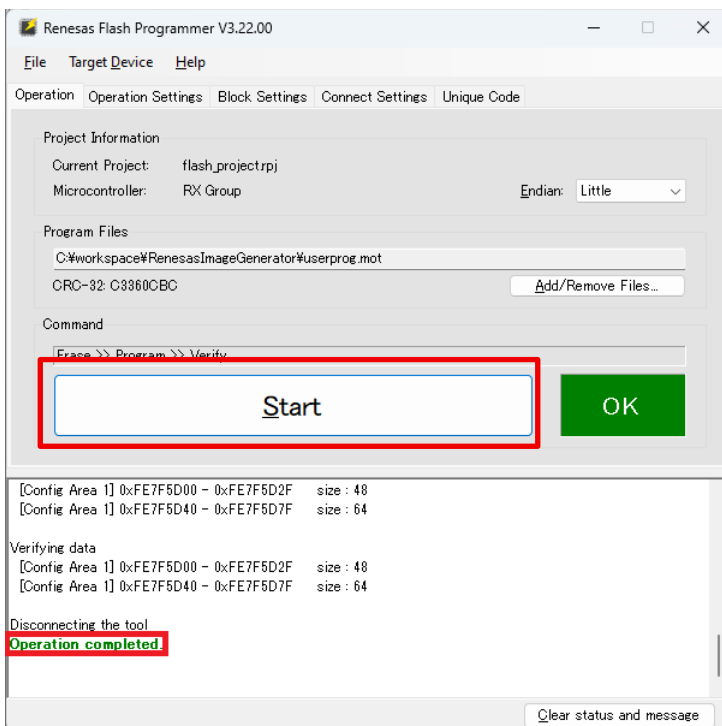 Renesas Flash Programmer V3.22.00
File Target Device Help
Operation Operation Settings Block Settings Connect Settings Unique Code
Project Information
Current Project: flash_project.rpj
Microcontroller: RX Group Endian: Little
Program Files
C:¥workspace¥RenesasImageGenerator¥userprog.mot
CRC-32: C3360CBC Add/Remove Files...
Command
Erase >> Program >> Verify
Start OK
[Config Area 1] 0xFE7F5D00 - 0xFE7F5D2F size : 48
[Config Area 1] 0xFE7F5D40 - 0xFE7F5D7F size : 64
Verifying data
[Config Area 1] 0xFE7F5D00 - 0xFE7F5D2F size : 48
[Config Area 1] 0xFE7F5D40 - 0xFE7F5D7F size : 64
Disconnecting the tool
Operation completed.
Clear status and message